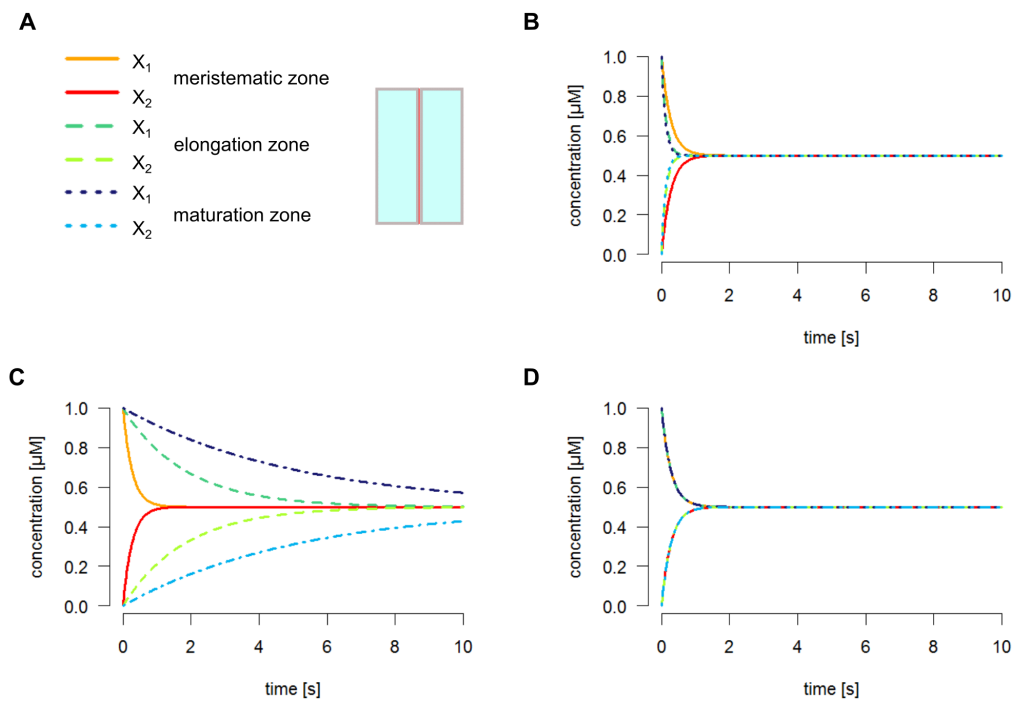 A
X1
meristematic zone
X2
X1
elongation zone
X2
X1
maturation zone
X2
B
concentration [µM]
1.0
0.8
0.6
0.4
0.2
0.0
0 2 4 6 8 10
time [s]
C
concentration [µM]
1.0
0.8
0.6
0.4
0.2
0.0
0 2 4 6 8 10
time [s]
D
concentration [µM]
1.0
0.8
0.6
0.4
0.2
0.0
0 2 4 6 8 10
time [s]